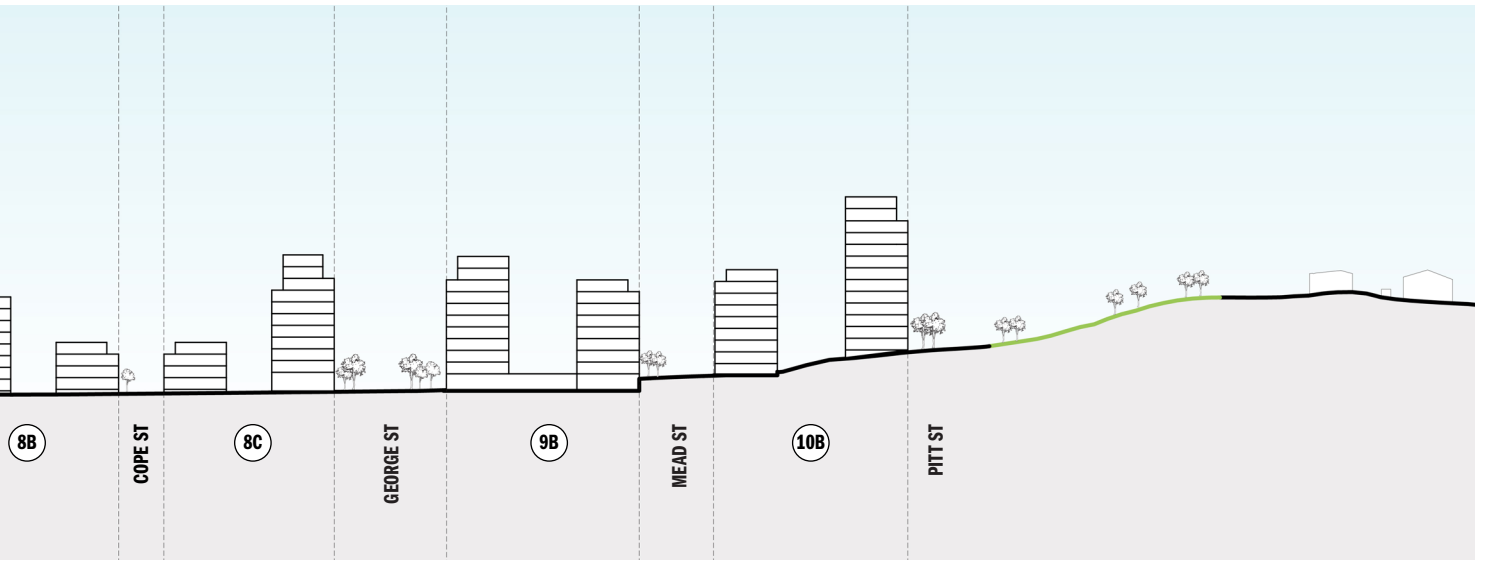 8B
COPE ST
8C
GEORGE ST
9B
MEAD ST
10B
PITT ST